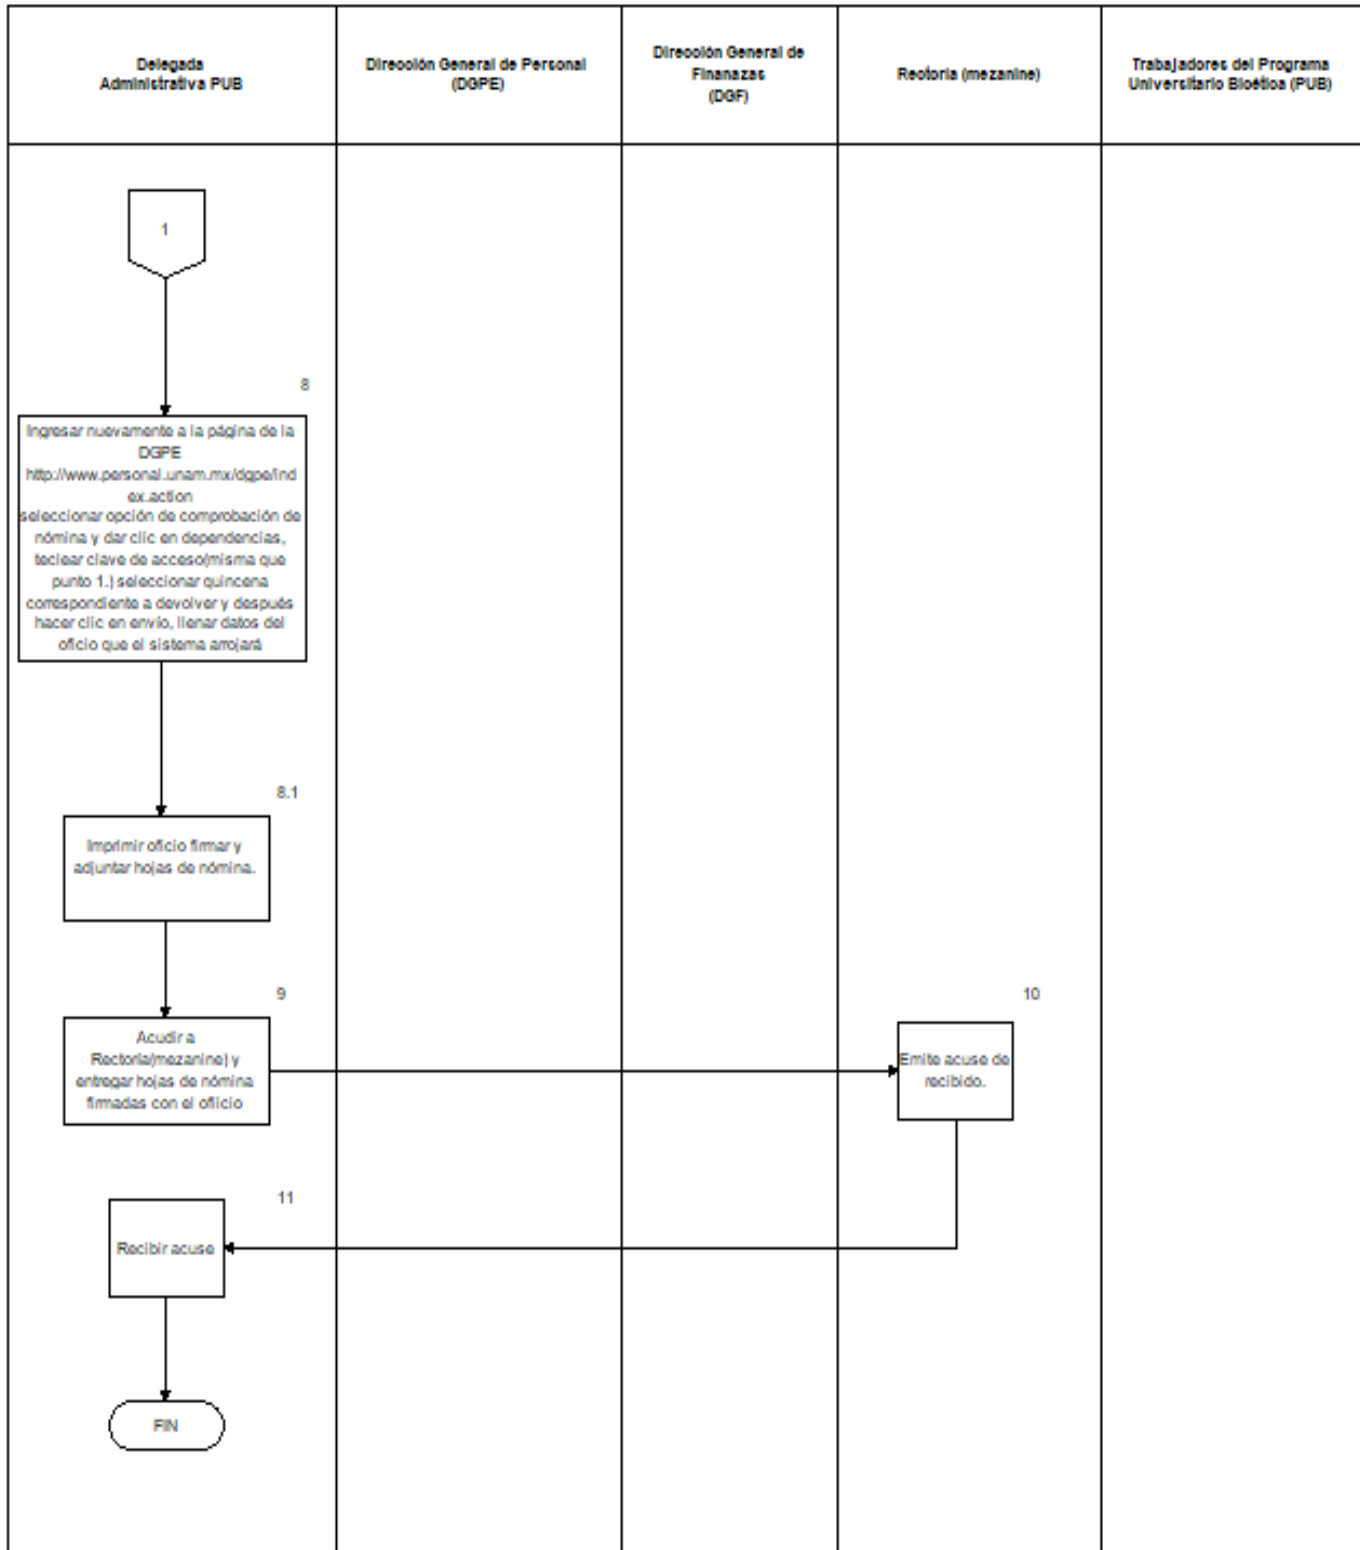 Delegada
Administrativa PUB
Dirección General de Personal
(DGPE)
Dirección General de
Finanazas
(DGF)
Rectoría (mezanine)
Trabajadores del Programa
Universitario Bioética (PUB)
1
8
Ingresar nuevamente a la página de la
DGPE
http://www.personal.unam.mx/dgpe/ind
ex.action
seleccionar opción de comprobación de
nómina y dar clic en dependencias,
teclear clave de acceso(misma que
punto 1.) seleccionar quincena
correspondiente a devolver y después
hacer clic en envío, llenar datos del
oficio que el sistema arrojará
8.1
Imprimir oficio firmar y
adjuntar hojas de nómina.
9
Acudir a
Rectoría(mezanine) y
entregar hojas de nómina
firmadas con el ofiicio
10
Emite acuse de
recibido.
11
Recibir acuse
FIN